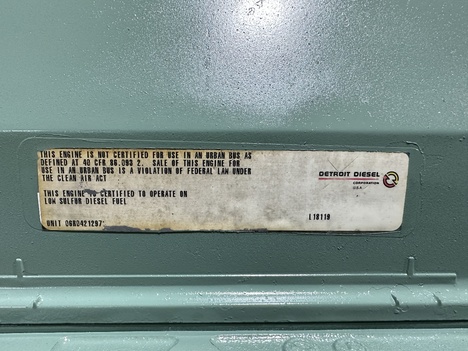 THIS ENGINE IS NOT CERTIFIED FOR USE IN AN URBAN BUS AS
DEFINED AT 40 CFR 86.093 2. SALE OF THIS ENGINE FOR
USE IN AN URBAN BUS IS A VIOLATION OF FEDERAL LAW UNDER
THE CLEAN AIR ACT
DETROIT DIESEL
CORPORATION
U.S.A.
THIS ENGINE IS CERTIFIED TO OPERATE ON
LOW SULFUR DIESEL FUEL
UNIT 06R0421297
L18119